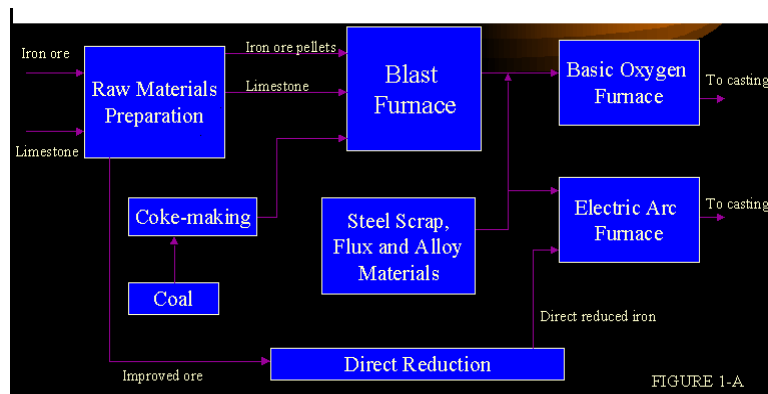 Iron ore
Iron ore pellets
Blast
Furnace
Basic Oxygen
Furnace
To casting
Raw Materials
Preparation
Limestone
Limestone
Coke-making
Steel Scrap,
Flux and Alloy
Materials
Electric Arc
Furnace
To casting
Coal
Direct reduced iron
Improved ore
Direct Reduction
FIGURE 1-A